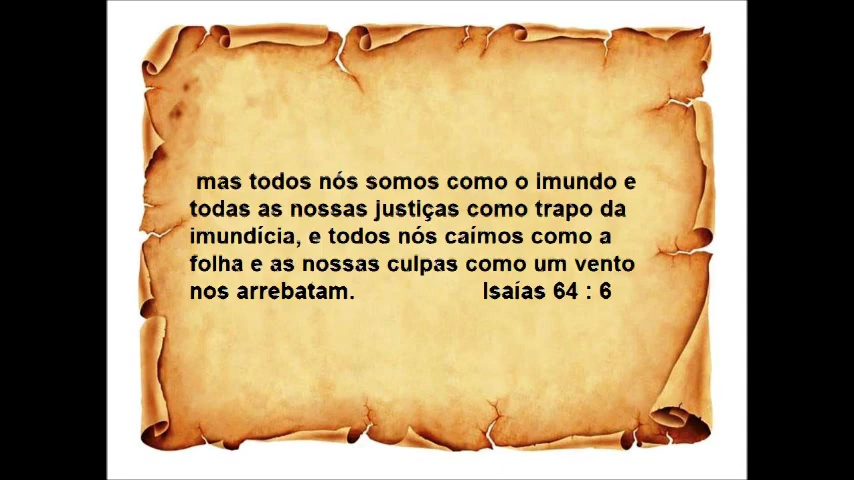 mas todos nós somos como o imundo e
todas as nossas justiças como trapo da
imundícia, e todos nós caímos como a
folha e as nossas culpas como um vento
nos arrebatam. Isaías 64 : 6